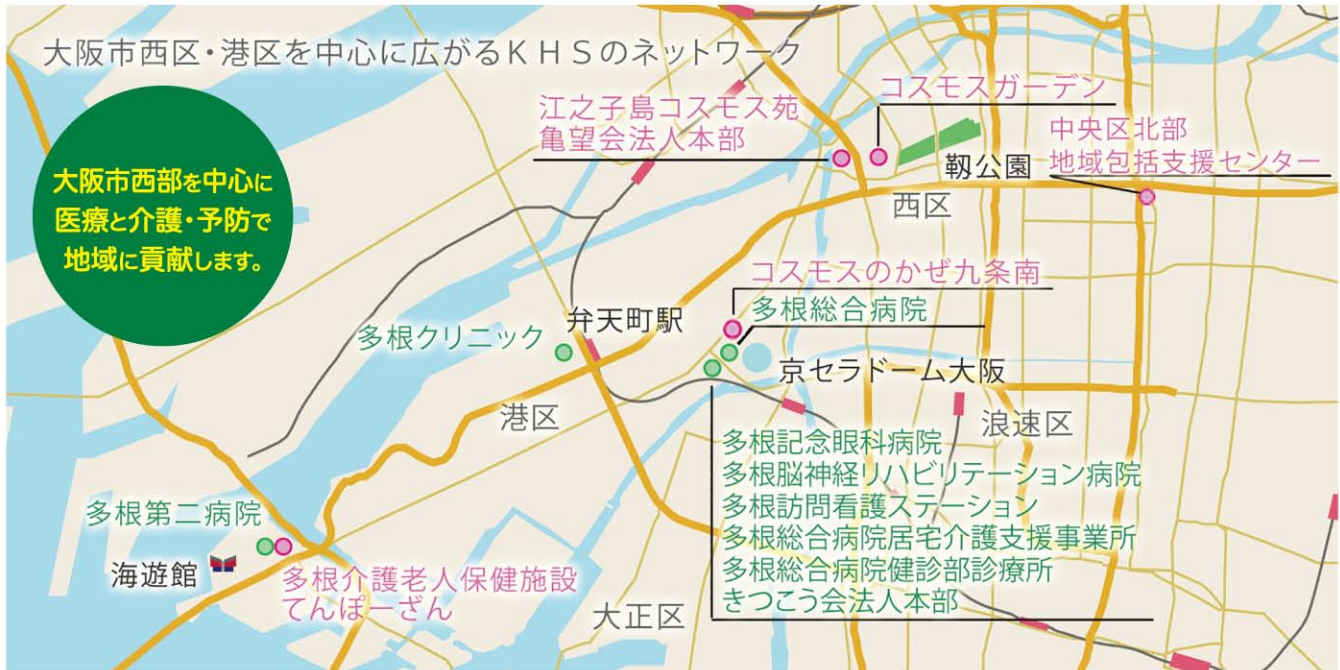 大阪市西区・港区を中心に広がるＫＨＳのネットワーク
大阪市西部を中心に
医療と介護・予防で
地域に貢献します。
江之子島コスモス苑
亀望会法人本部
コスモスガーデン
中央区北部
地域包括支援センター
靱公園
西区
コスモスのかぜ九条南
多根総合病院
弁天町駅
多根クリニック
京セラドーム大阪
港区
浪速区
多根記念眼科病院
多根脳神経リハビリテーション病院
多根訪問看護ステーション
多根総合病院居宅介護支援事業所
多根総合病院健診部診療所
きつこう会法人本部
多根第二病院
海遊館
多根介護老人保健施設
てんぽーざん
大正区